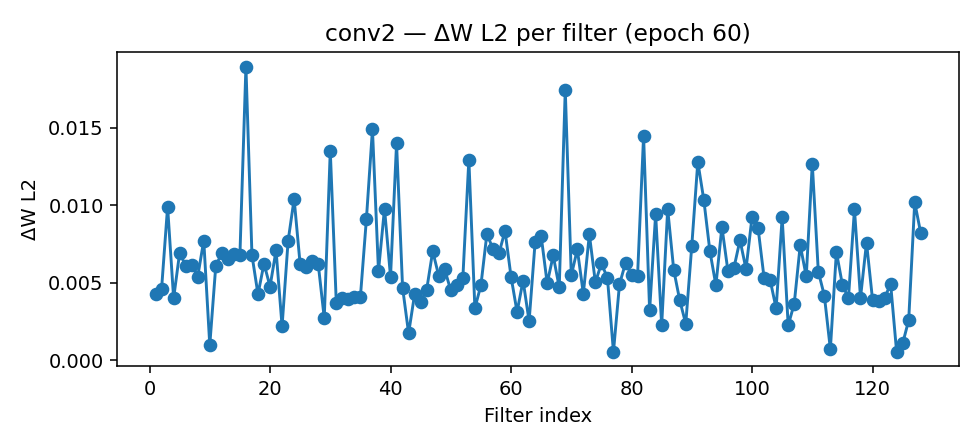 conv2 — ΔW L2 per filter (epoch 60)
0.015
0.010
0.005
0.000
ΔW L2
0 20 40 60 80 100 120
Filter index